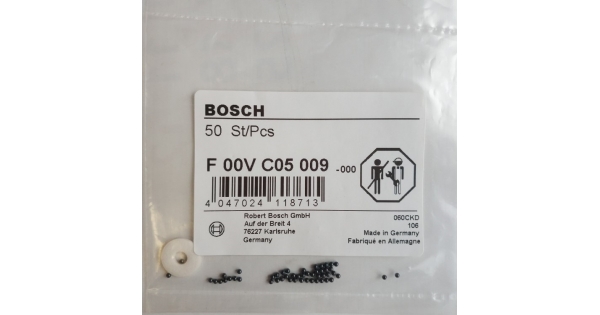 BOSCH
50 St/Pcs
F 00V C05 009 -000
4 047024 118713
Robert Bosch GmbH
Auf der Breit 4
76227 Karlsruhe
Germany
060CKD
106
Made in Germany
Fabriqué en Allemagne